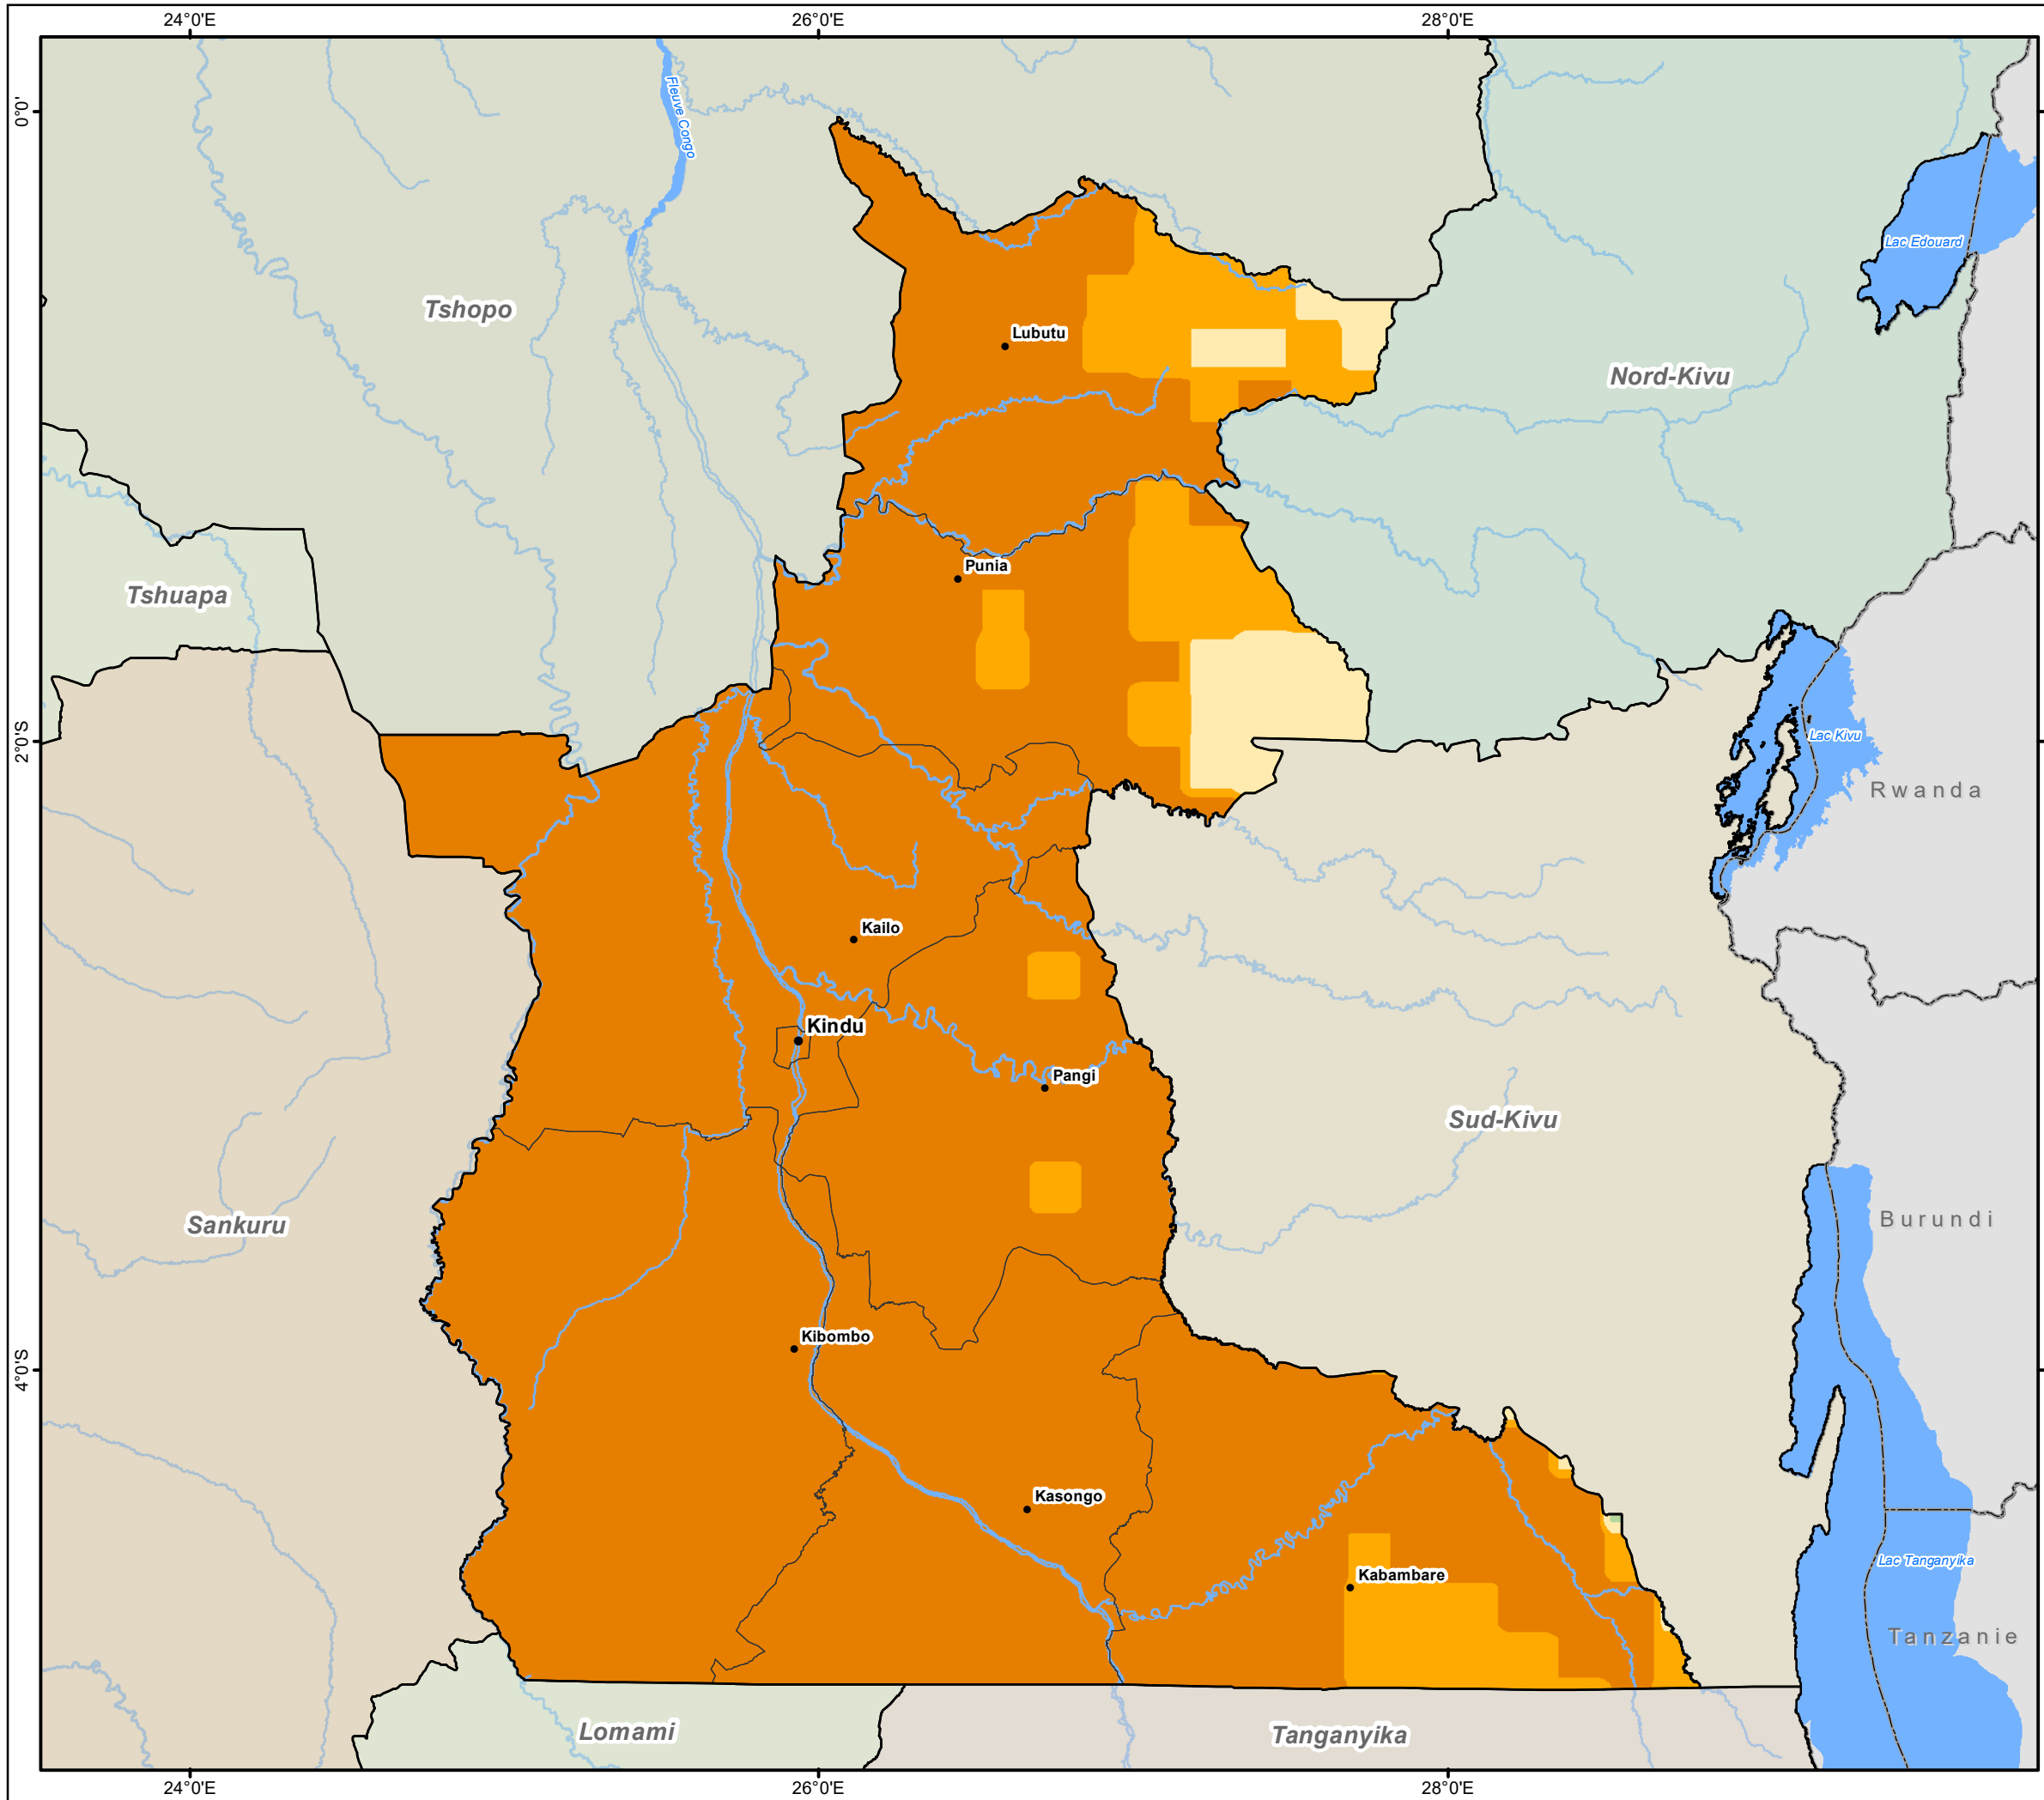 24°0'E
26°0'E
28°0'E
0°0'
Fleuve Congo
Lac Edouard
Tshopo
Lubutu
Nord-Kivu
Punia
Tshuapa
2°0'S
Lac Kivu
Rwanda
Kailo
Kindu
Pangi
Sud-Kivu
Sankuru
Burundi
Kibombo
4°0'S
Kasongo
Lac Tanganyika
Kabambare
Tanzanie
Lomami
Tanganyika
24°0'E
26°0'E
28°0'E